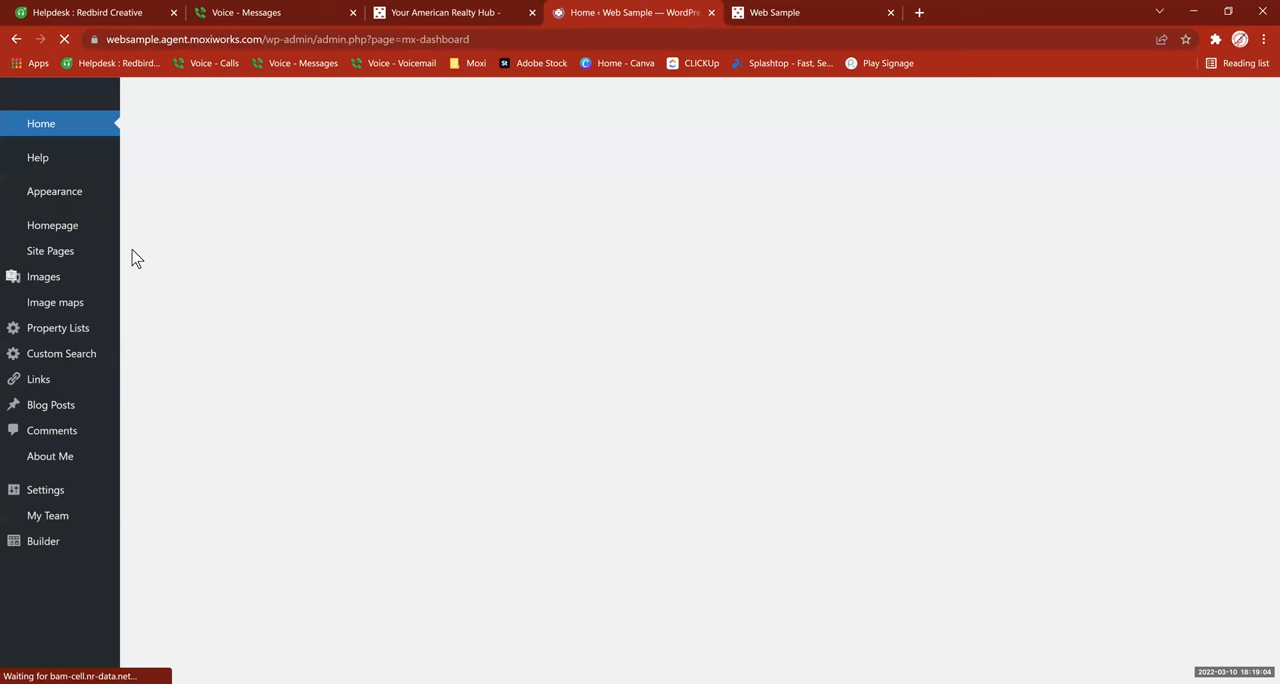 Helpdesk : Redbird Creative
Voice - Messages
Your American Realty Hub -
Home ‹ Web Sample — WordPre
Web Sample
websample.agent.moxiworks.com/wp-admin/admin.php?page=mx-dashboard
Apps
Helpdesk : Redbird...
Voice - Calls
Voice - Messages
Voice - Voicemail
Moxi
St
Adobe Stock
Home - Canva
CLICKUp
Splashtop - Fast, Se...
Play Signage
Reading list
Home
Help
Appearance
Homepage
Site Pages
Images
Image maps
Property Lists
Custom Search
Links
Blog Posts
Comments
About Me
Settings
My Team
Builder
Waiting for bam-cell.nr-data.net...
2022-03-10 18:19:04